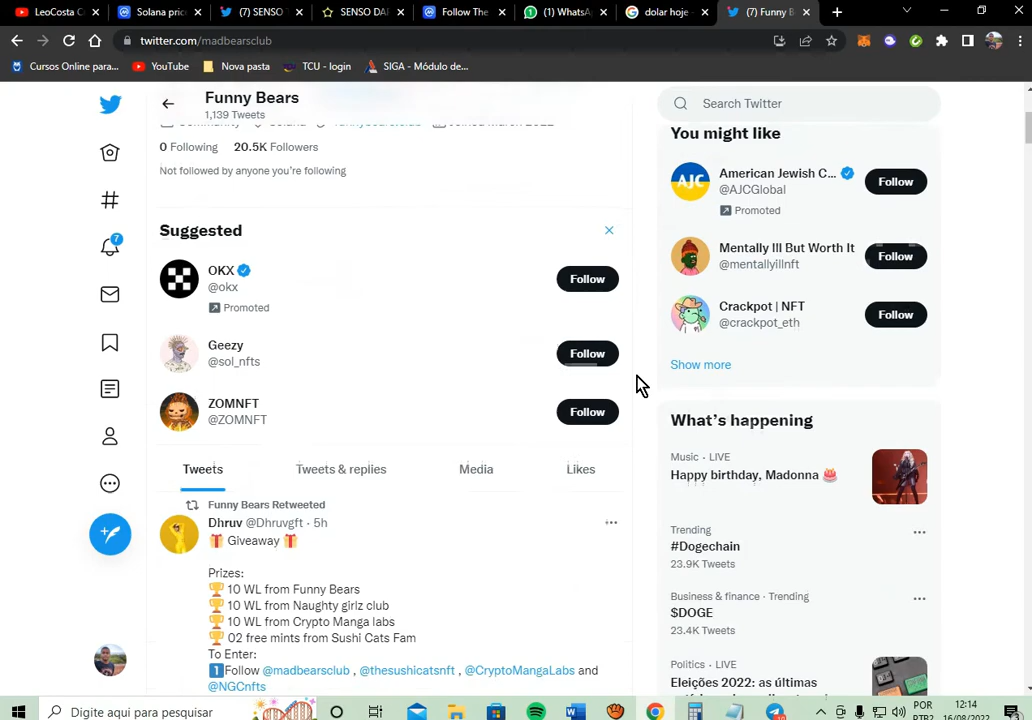 LeoCosta C
Solana pric
(7) SENSO
SENSO DA
Follow The
(1) WhatsA
dolar hoje -
(7) Funny B
twitter.com/madbearsclub
Cursos Online para...
YouTube
Nova pasta
TCU - login
SIGA - Módulo de...
Funny Bears
1,139 Tweets
0 Following 20.5K Followers
Not followed by anyone you're following
Suggested
OKX
@okx
Promoted
Follow
Geezy
@sol_nfts
Follow
ZOMNFT
@ZOMNFT
Follow
Tweets
Tweets & replies
Media
Likes
Funny Bears Retweeted
Dhruv @Dhruvgft · 5h
Giveaway
Prizes:
10 WL from Funny Bears
10 WL from Naughty girlz club
10 WL from Crypto Manga labs
02 free mints from Sushi Cats Fam
To Enter:
1 Follow @madbearsclub , @thesushicatsnft , @CryptoMangaLabs and
@NGCnfts
7
Search Twitter
You might like
AJC
American Jewish C...
@AJCGlobal
Promoted
Follow
Mentally Ill But Worth It
@mentallyillnft
Follow
Crackpot | NFT
@crackpot_eth
Follow
Show more
What's happening
Music · LIVE
Happy birthday, Madonna
Trending
#Dogechain
23.9K Tweets
Business & finance · Trending
$DOGE
23.4K Tweets
Politics · LIVE
Eleições 2022: as últimas
Digite aqui para pesquisar
POR
PTB2
12:14
16/08/2022